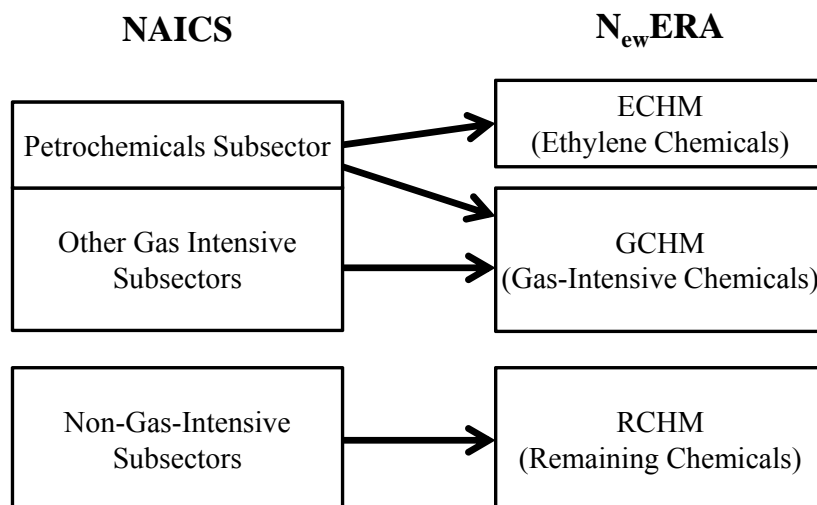 NAICS
NewERA
Petrochemicals Subsector
ECHM
(Ethylene Chemicals)
Other Gas Intensive
Subsectors
GCHM
(Gas-Intensive Chemicals)
Non-Gas-Intensive
Subsectors
RCHM
(Remaining Chemicals)